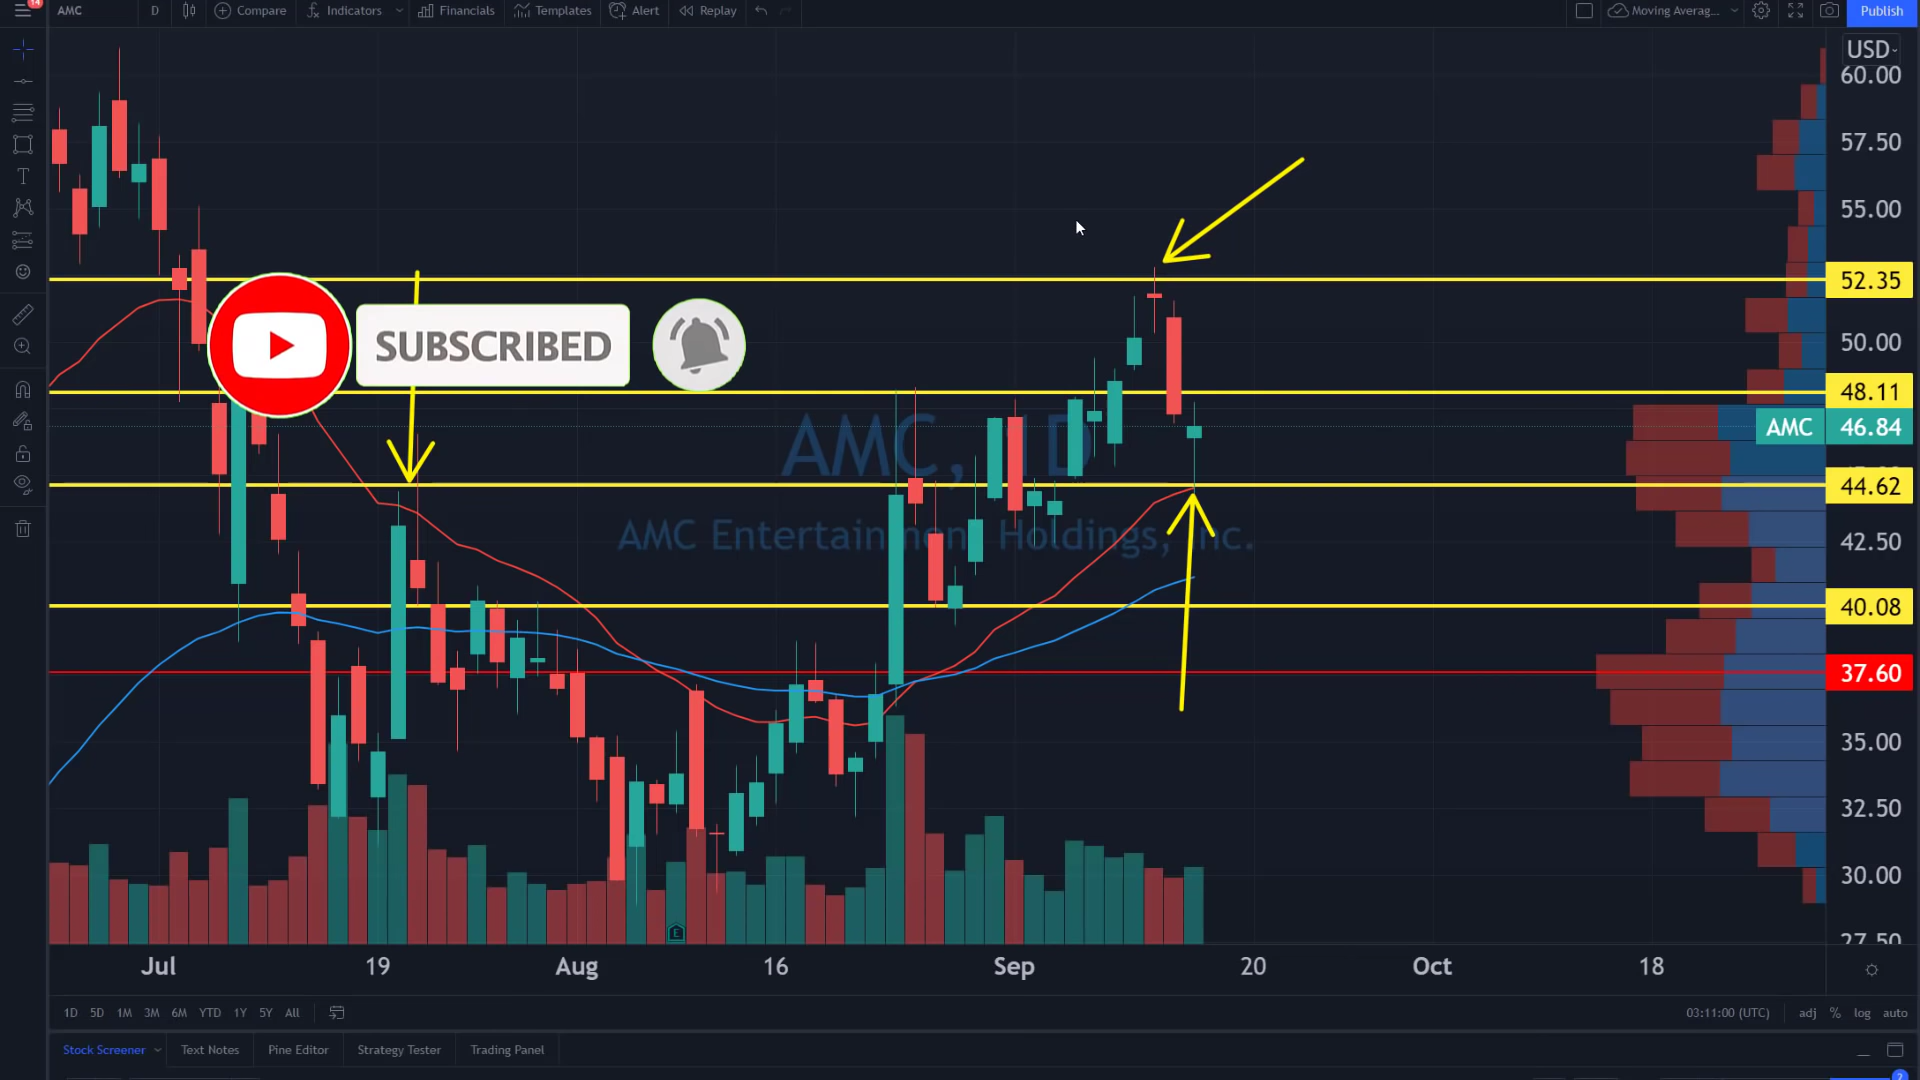 14
AMC D Compare Indicators Financials Templates Alert Replay Moving Averag... Publish
USD
60.00
57.50
55.00
52.35
50.00
48.11
AMC 46.84
44.62
42.50
40.08
37.60
35.00
32.50
30.00
27.50
SUBSCRIBED
AMC, 1D
AMC Entertainment Holdings, Inc.
E
Jul 19 Aug 16 Sep 20 Oct 18
1D 5D 1M 3M 6M YTD 1Y 5Y All 03:11:00 (UTC) adj % log auto
Stock Screener Text Notes Pine Editor Strategy Tester Trading Panel
2